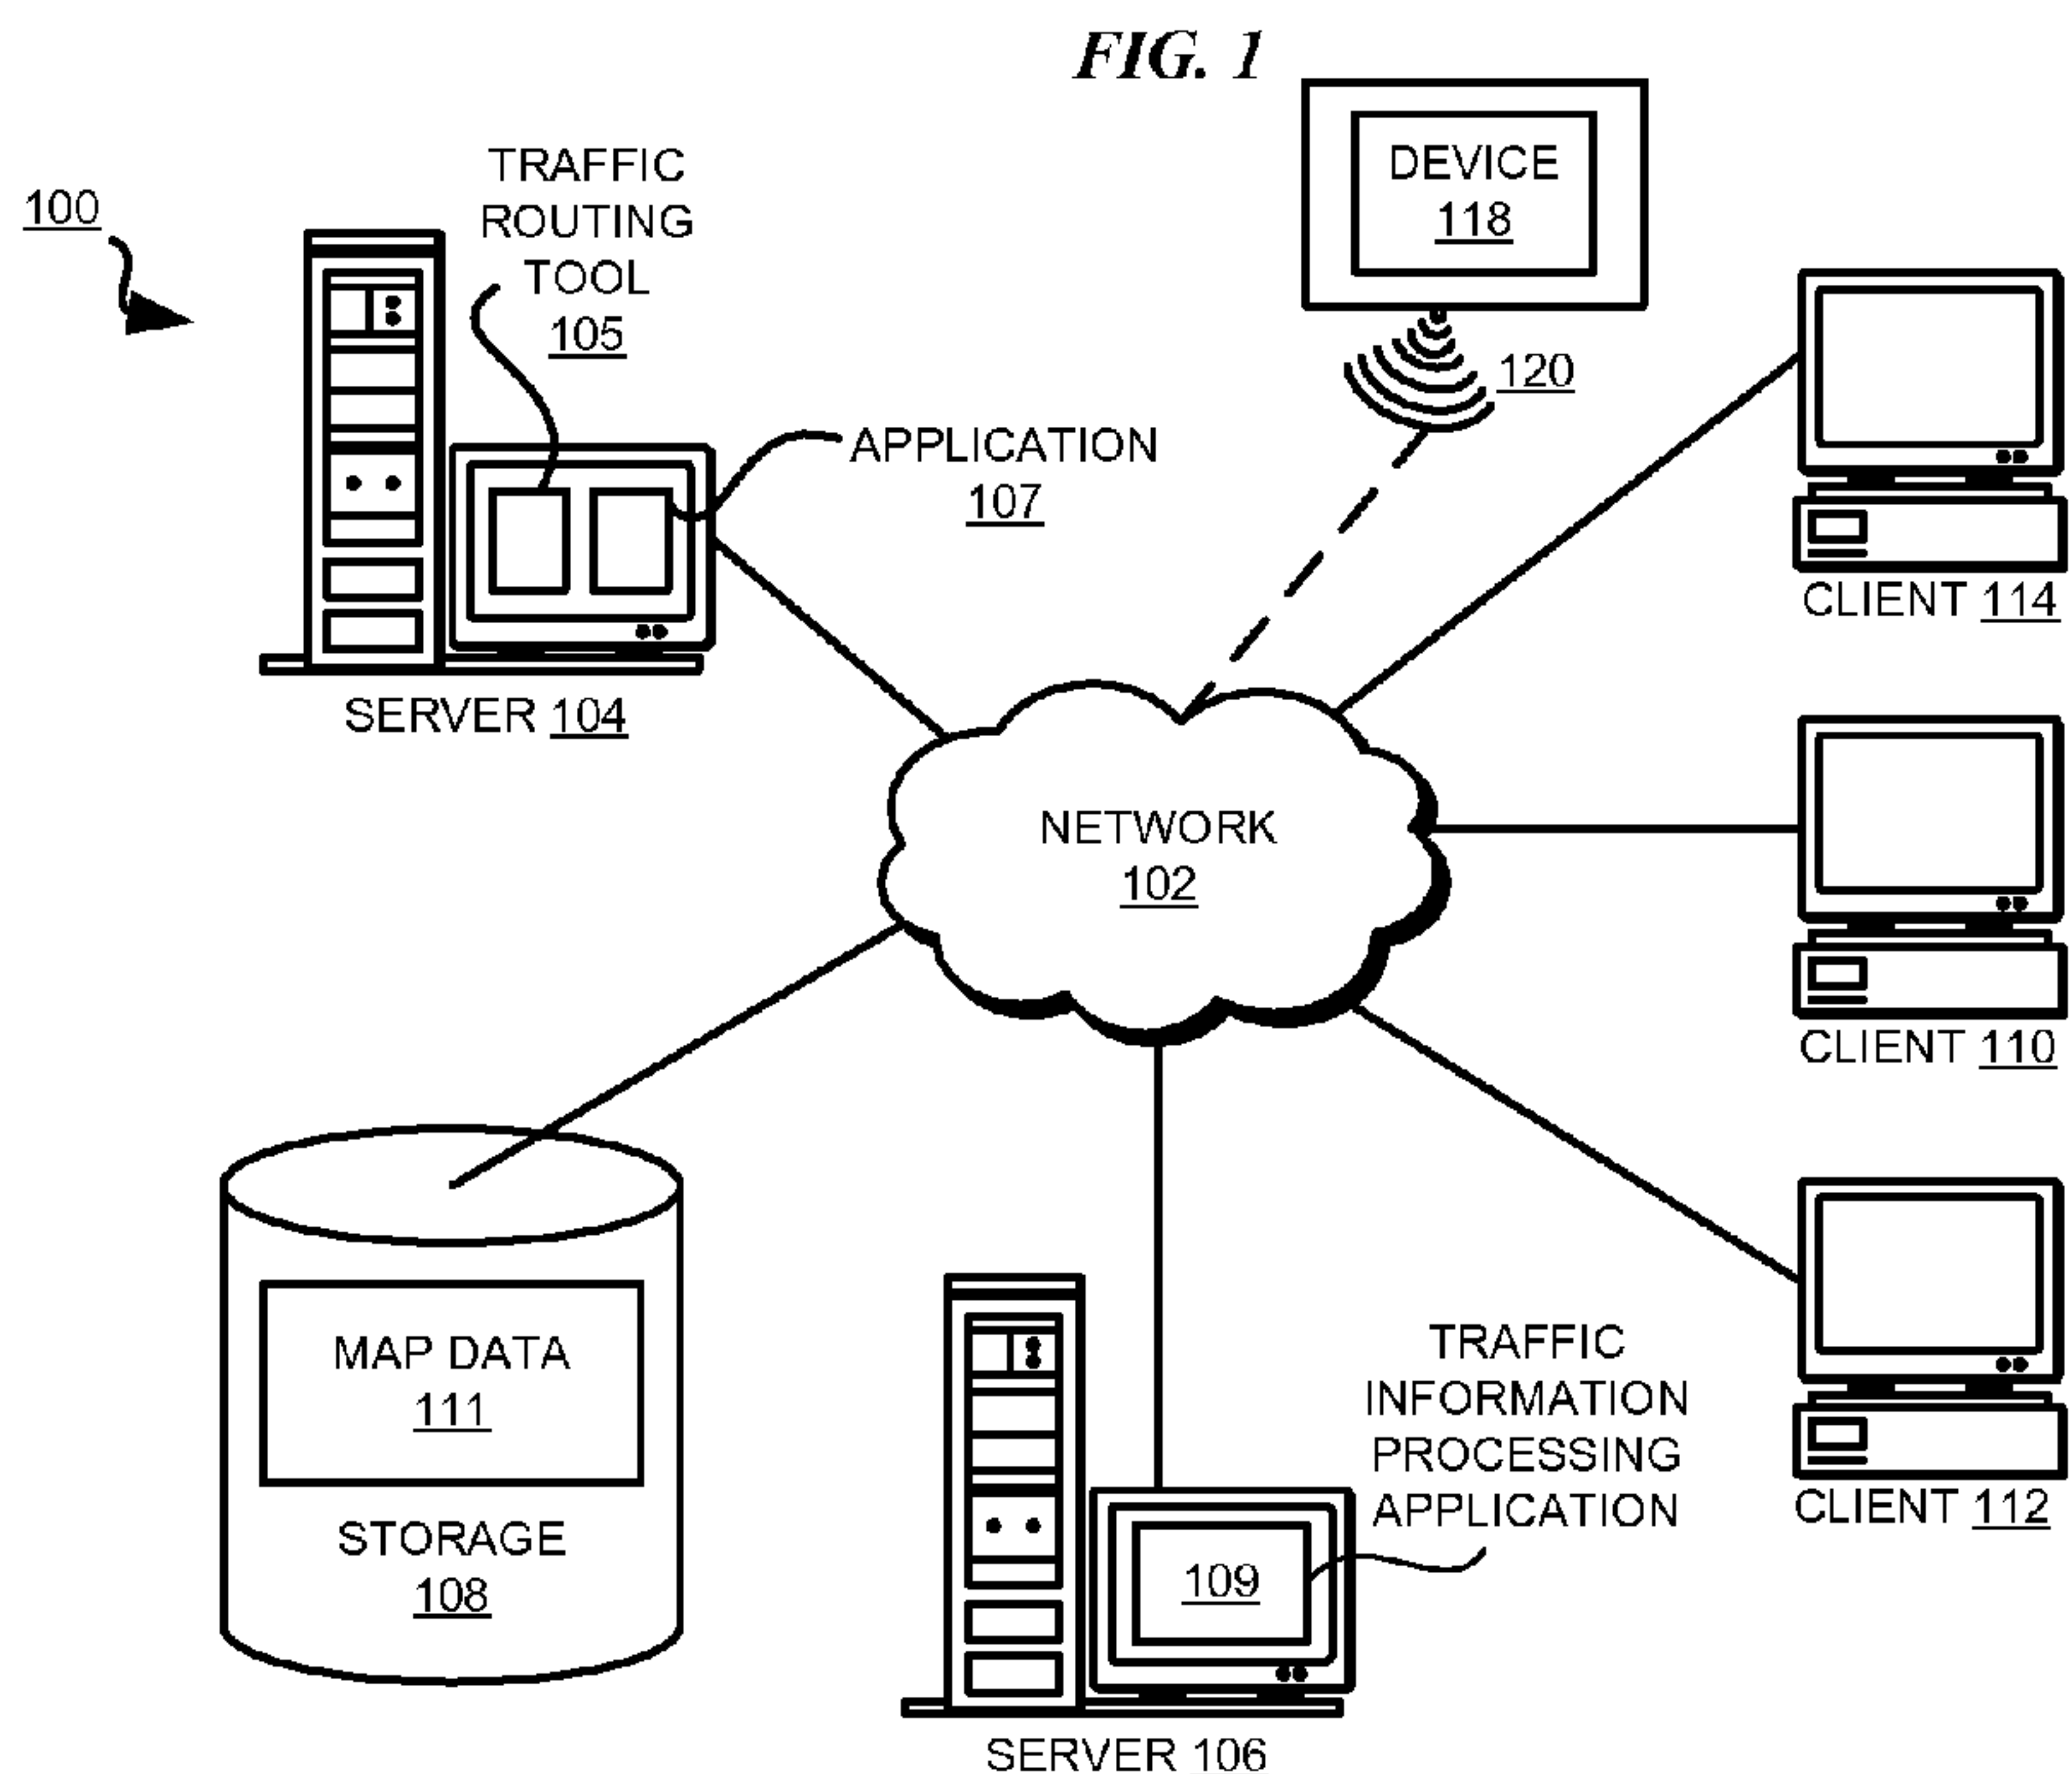 FIG. 1
100
TRAFFIC
ROUTING
TOOL
105
APPLICATION
107
SERVER 104
DEVICE
118
120
CLIENT 114
NETWORK
102
CLIENT 110
MAP DATA
111
STORAGE
108
TRAFFIC
INFORMATION
PROCESSING
APPLICATION
109
SERVER 106
CLIENT 112